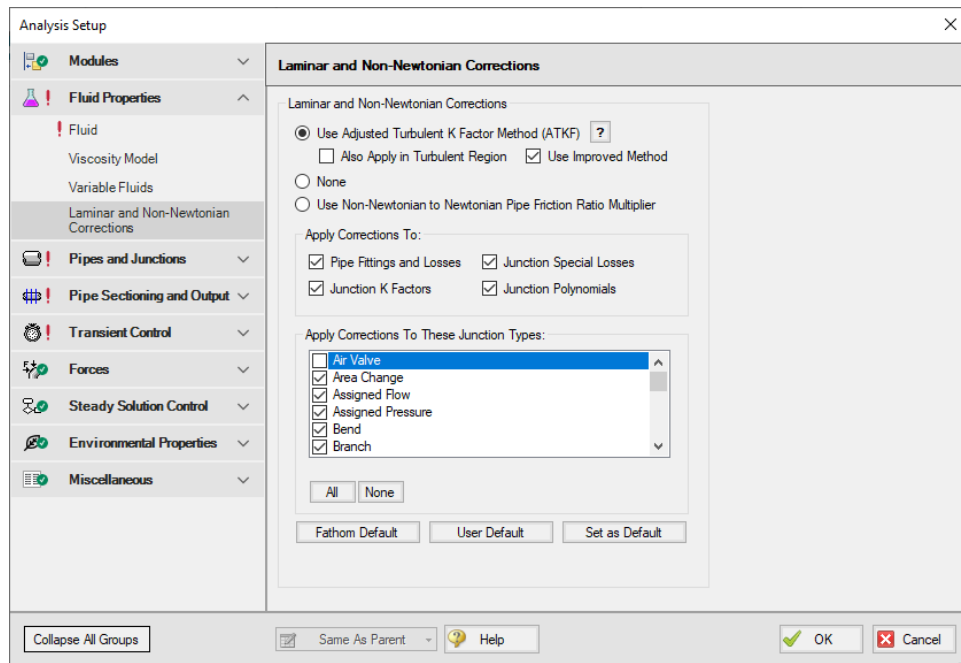 Analysis Setup
Modules
Fluid Properties
Fluid
Viscosity Model
Variable Fluids
Laminar and Non-Newtonian
Corrections
Pipes and Junctions
Pipe Sectioning and Output
Transient Control
Forces
Steady Solution Control
Environmental Properties
Miscellaneous
Laminar and Non-Newtonian Corrections
Laminar and Non-Newtonian Corrections
Use Adjusted Turbulent K Factor Method (ATKF) ?
Also Apply in Turbulent Region Use Improved Method
None
Use Non-Newtonian to Newtonian Pipe Friction Ratio Multiplier
Apply Corrections To:
Pipe Fittings and Losses Junction Special Losses
Junction K Factors Junction Polynomials
Apply Corrections To These Junction Types:
Air Valve
Area Change
Assigned Flow
Assigned Pressure
Bend
Branch
All None
Fathom Default User Default Set as Default
Collapse All Groups Same As Parent Help OK Cancel